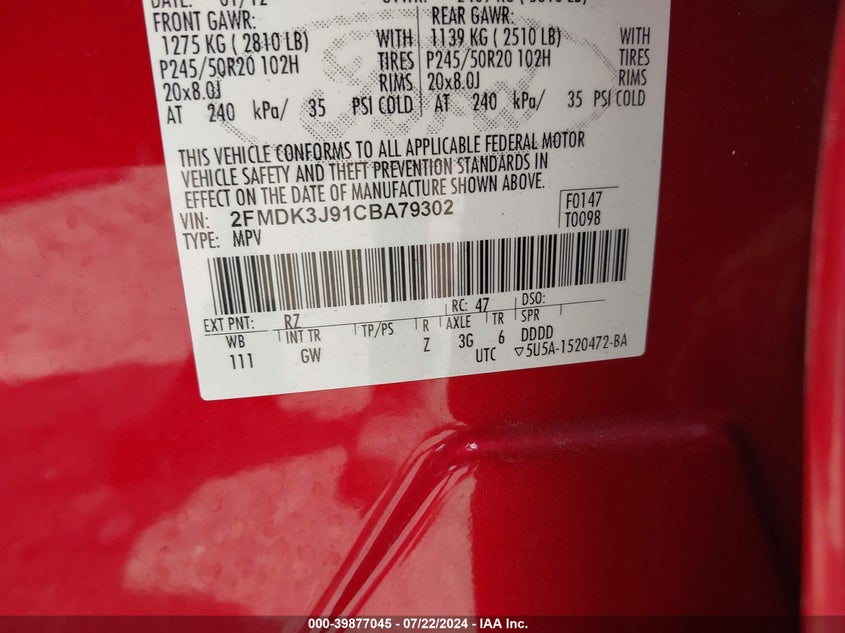 DATE: 01/12
FRONT GAWR: REAR GAWR:
1275 KG ( 2810 LB) WITH 1139 KG ( 2510 LB) WITH
P245/50R20 102H TIRES P245/50R20 102H TIRES
20x8.0J RIMS 20x8.0J RIMS
AT 240 kPa/ 35 PSI COLD AT 240 kPa/ 35 PSI COLD
THIS VEHICLE CONFORMS TO ALL APPLICABLE FEDERAL MOTOR
VEHICLE SAFETY AND THEFT PREVENTION STANDARDS IN
EFFECT ON THE DATE OF MANUFACTURE SHOWN ABOVE.
VIN: 2FMDK3J91CBA79302 F0147
TYPE: MPV T0098
EXT PNT: RZ RC: 47 DSO:
WB INT TR TP/PS R AXLE TR SPR
111 GW Z 3G 6 DDDD
UTC ▽5U5A-1520472-BA
000-39877045 - 07/22/2024 - IAA Inc.